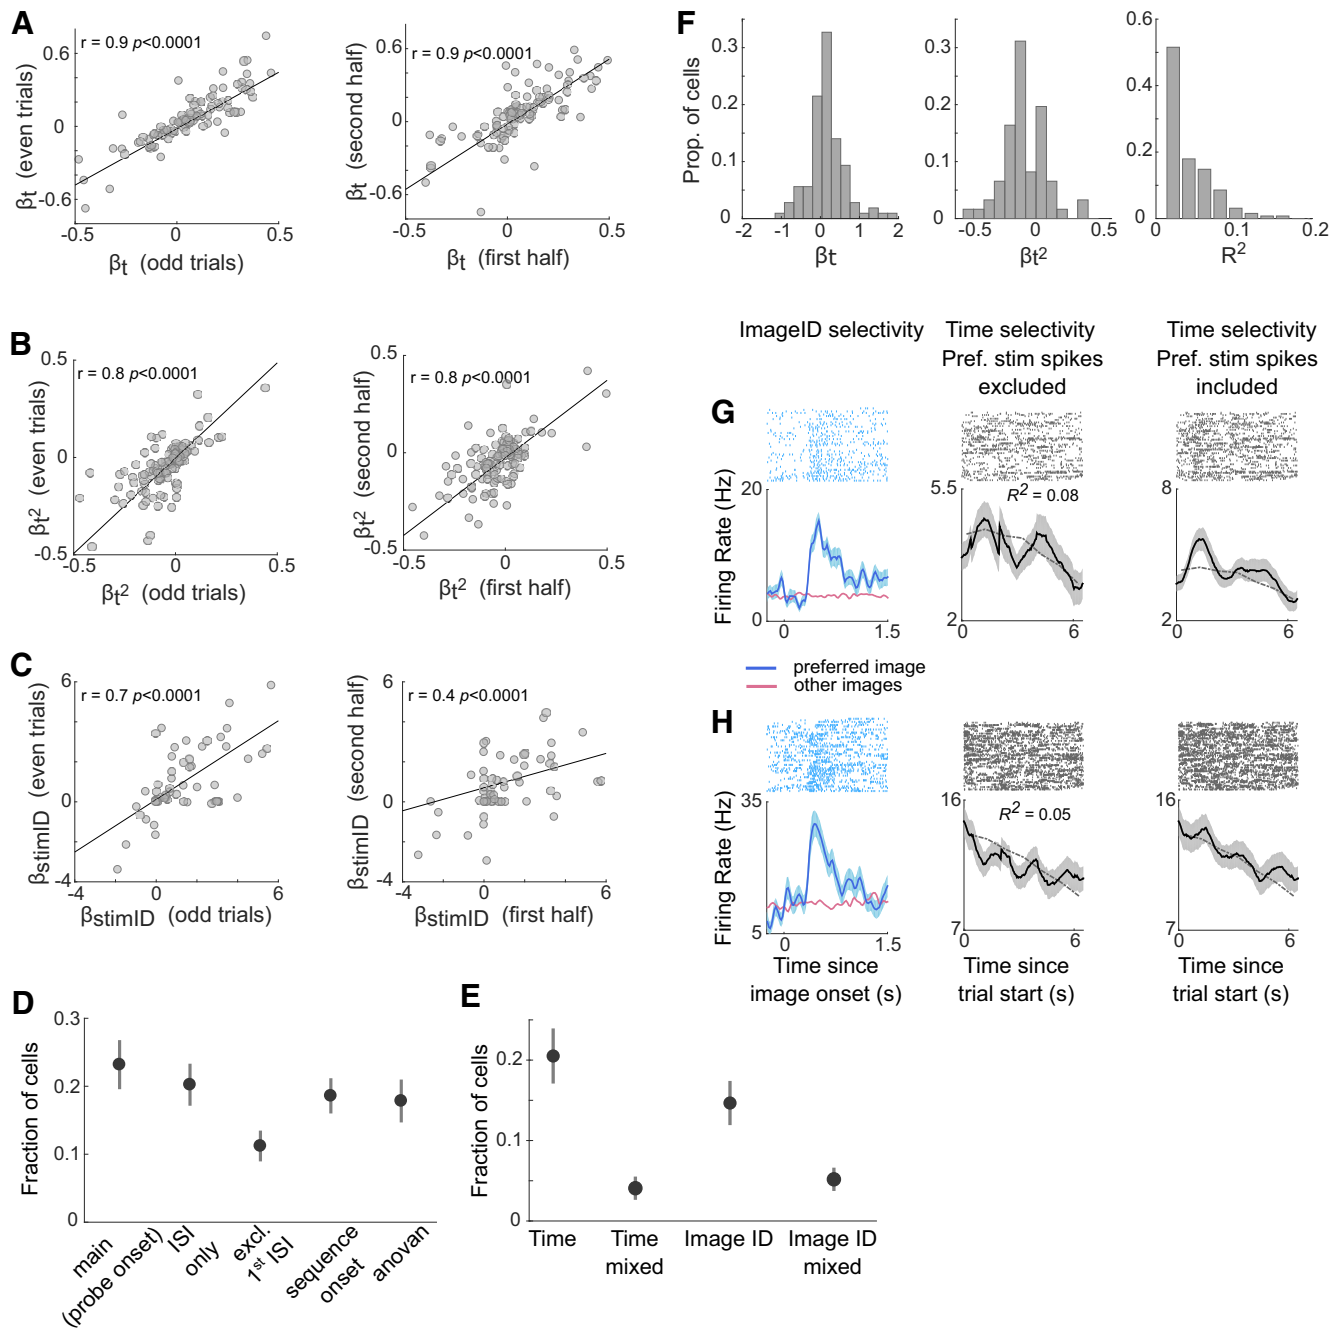 A
r = 0.9 p<0.0001
0.6
0
-0.6
-0.5
0
0.5
βt (even trials)
βt (odd trials)
r = 0.9 p<0.0001
0.6
0
-0.6
-0.5
0
0.5
βt (second half)
βt (first half)
B
r = 0.8 p<0.0001
0.5
0
-0.5
-0.5
0
0.5
βt² (even trials)
βt² (odd trials)
r = 0.8 p<0.0001
0.5
0
-0.5
-0.5
0
0.5
βt² (second half)
βt² (first half)
C
r = 0.7 p<0.0001
6
0
-4
-4
0
6
βstimID (even trials)
βstimID (odd trials)
r = 0.4 p<0.0001
6
0
-4
-4
0
6
βstimID (second half)
βstimID (first half)
D
Fraction of cells
0.3
0.2
0.1
0
main
(probe onset)
ISI
only
excl.
1st ISI
sequence
onset
anovan
E
Fraction of cells
0.2
0.1
0
Time
Time
mixed
Image ID
Image ID
mixed
F
Prop. of cells
0.3
0.2
0.1
0
-2
-1
0
1
2
βt
0.3
0.2
0.1
0
-0.5
0
0.5
βt²
0.6
0.4
0.2
0
0
0.1
0.2
R²
ImageID selectivity
Time selectivity
Pref. stim spikes
excluded
Time selectivity
Pref. stim spikes
included
G
Firing Rate (Hz)
20
0
0
1.5
5.5
2
R² = 0.08
0
6
8
2
0
6
preferred image
other images
H
Firing Rate (Hz)
35
5
0
1.5
Time since
image onset (s)
16
7
R² = 0.05
0
6
Time since
trial start (s)
16
7
0
6
Time since
trial start (s)